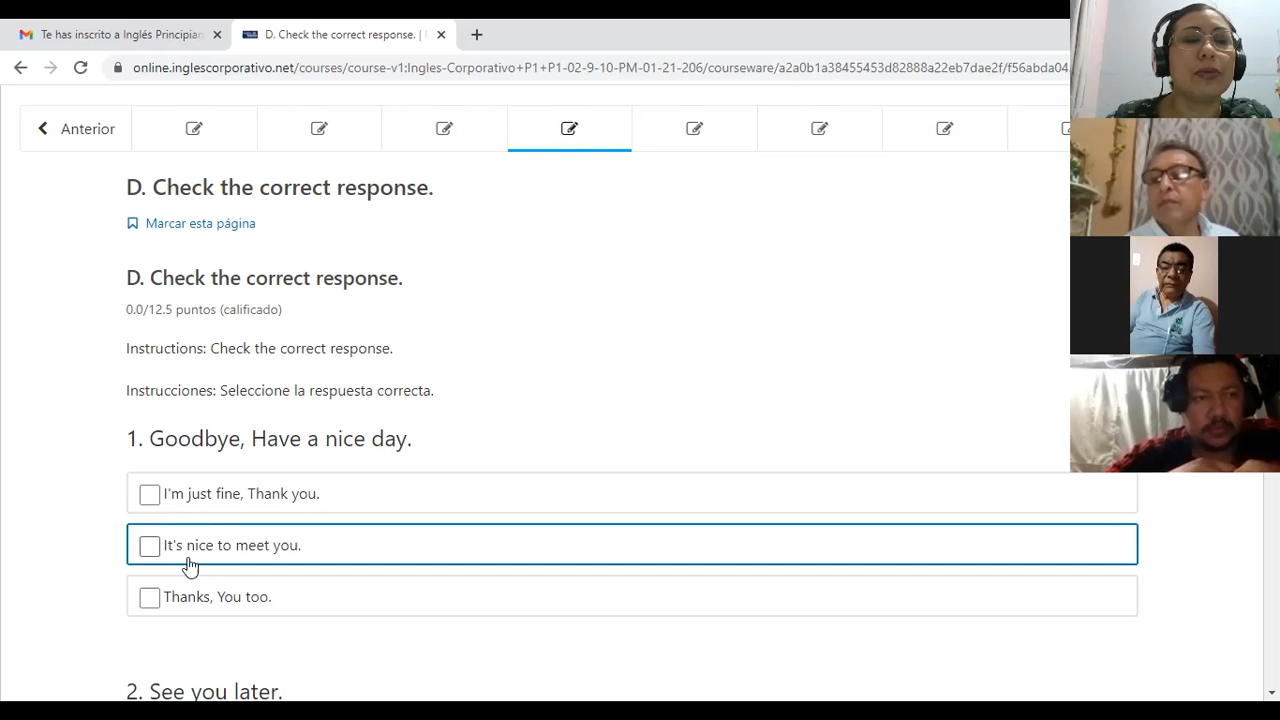 Te has inscrito a Inglés Principian
D. Check the correct response. |
online.inglescorporativo.net/courses/course-v1:Ingles-Corporativo+P1+P1-02-9-10-PM-01-21-206/courseware/a2a0b1a38455453d82888a22eb7dae2f/f56abda04
Anterior
D. Check the correct response.
Marcar esta página
D. Check the correct response.
0.0/12.5 puntos (calificado)
Instructions: Check the correct response.
Instrucciones: Seleccione la respuesta correcta.
1. Goodbye, Have a nice day.
I'm just fine, Thank you.
It's nice to meet you.
Thanks, You too.
2. See you later.